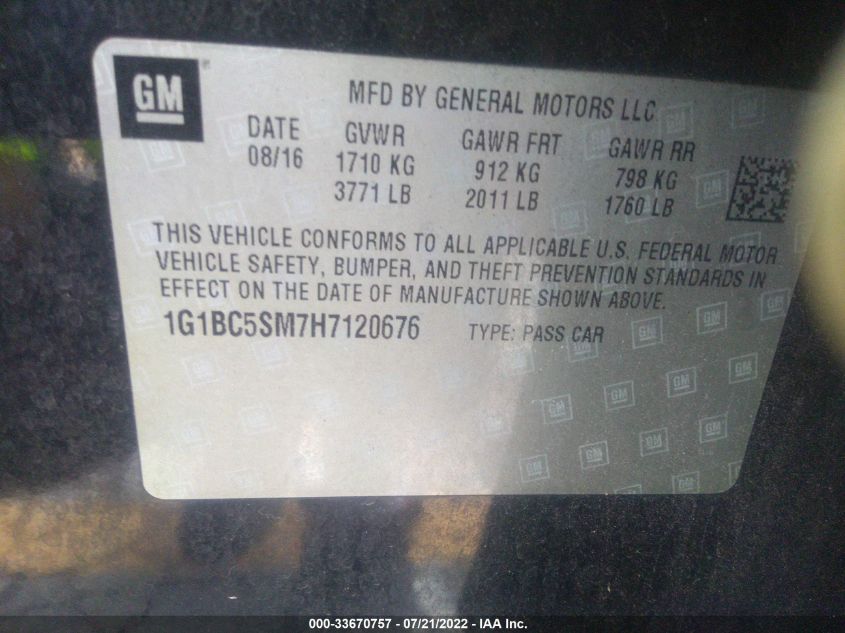 GM
MFD BY GENERAL MOTORS LLC
DATE GVWR GAWR FRT GAWR RR
08/16 1710 KG 912 KG 798 KG
3771 LB 2011 LB 1760 LB
THIS VEHICLE CONFORMS TO ALL APPLICABLE U.S. FEDERAL MOTOR
VEHICLE SAFETY, BUMPER, AND THEFT PREVENTION STANDARDS IN
EFFECT ON THE DATE OF MANUFACTURE SHOWN ABOVE.
1G1BC5SM7H7120676 TYPE: PASS CAR
000-33670757 / 07/21/2022 - IAA Inc.